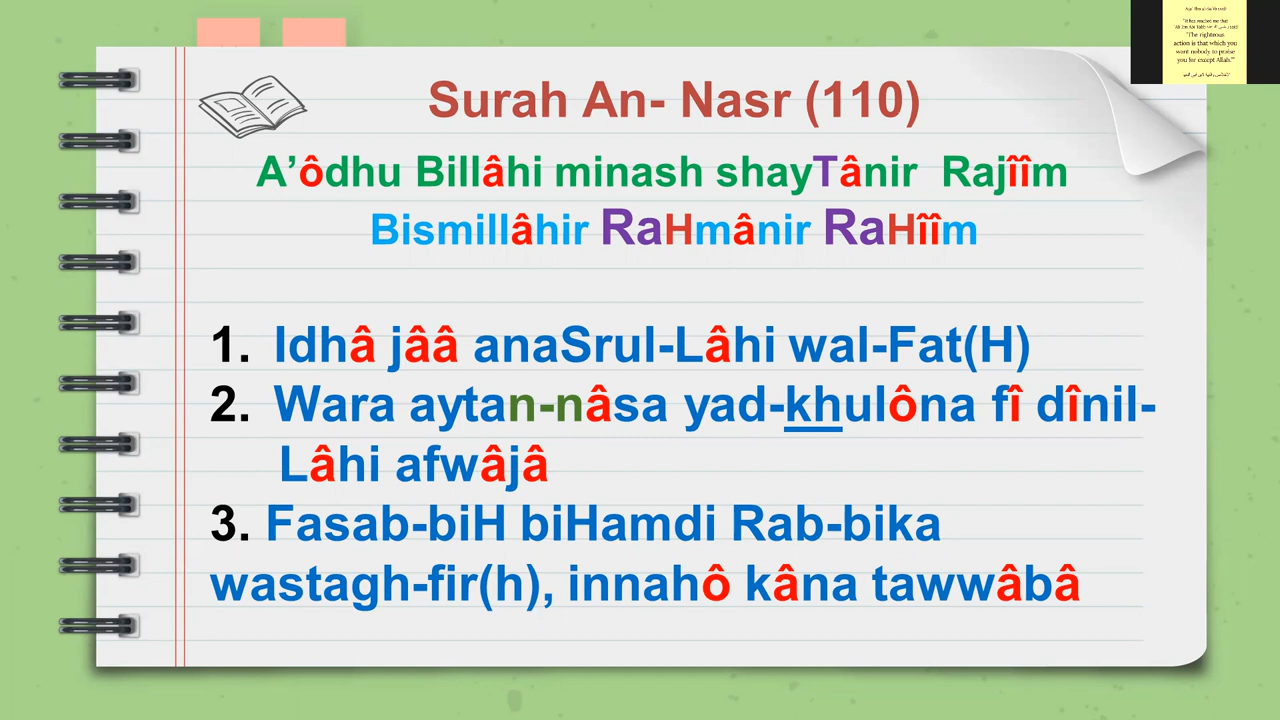 Surah An- Nasr (110)
A’ôdhu Billâhi minash shayTânir Rajîîm
Bismillâhir RaHmânir RaHîîm
1. Idhâ jââ anaSrul-Lâhi wal-Fat(H)
2. Wara aytan-nâsa yad-khulôna fî dînil-
Lâhi afwâjâ
3. Fasab-biH biHamdi Rab-bika
wastagh-fir(h), innahô kâna tawwâbâ
"The righteous
action is that which you
want nobody to praise
you for except Allah."